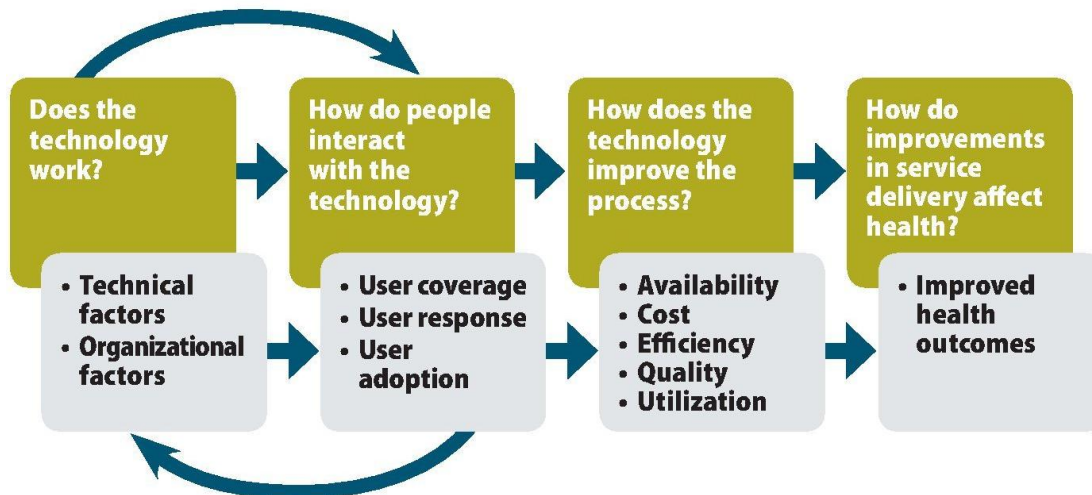 Does the
technology
work?
How do people
interact
with the
technology?
How does the
technology
improve the
process?
How do
improvements
in service
delivery affect
health?
• Technical
factors
• Organizational
factors
• User coverage
• User response
• User
adoption
• Availability
• Cost
• Efficiency
• Quality
• Utilization
• Improved
health
outcomes